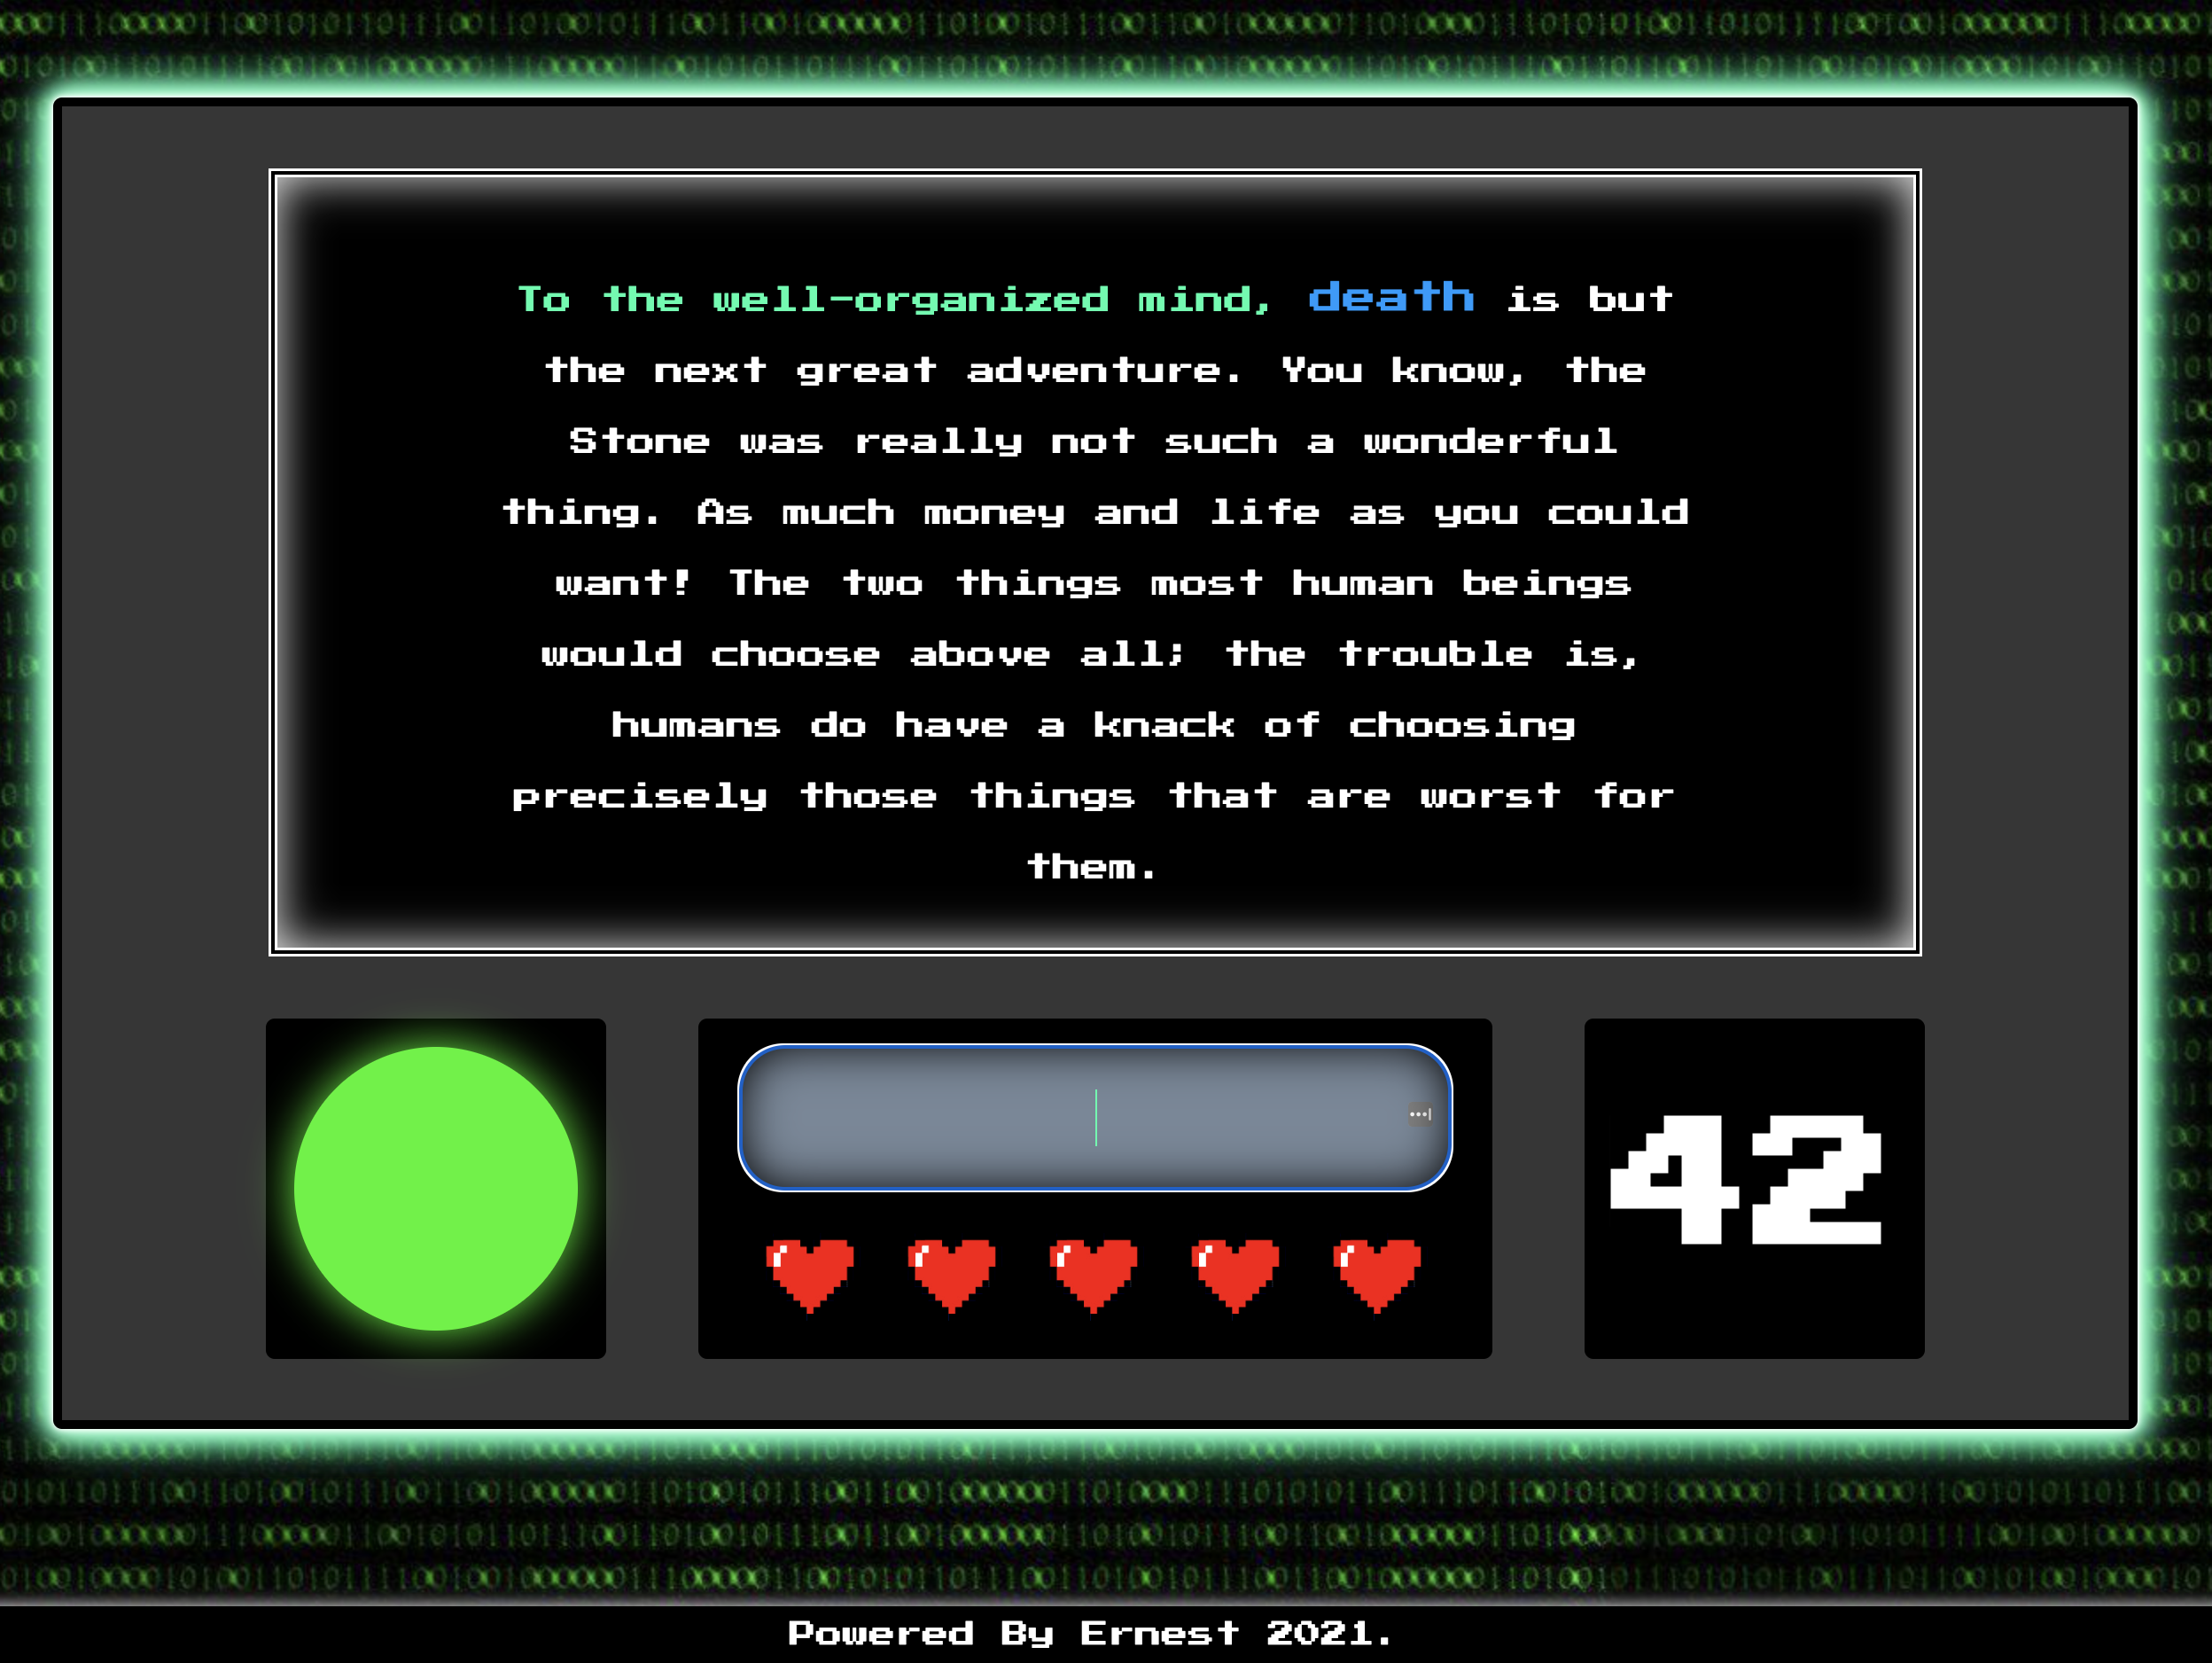 To the well-organized mind, death is but
the next great adventure. You know, the
Stone was really not such a wonderful
thing. As much money and life as you could
want! The two things most human beings
would choose above all; the trouble is,
humans do have a knack of choosing
precisely those things that are worst for
them.
42
Powered By Ernest 2021.